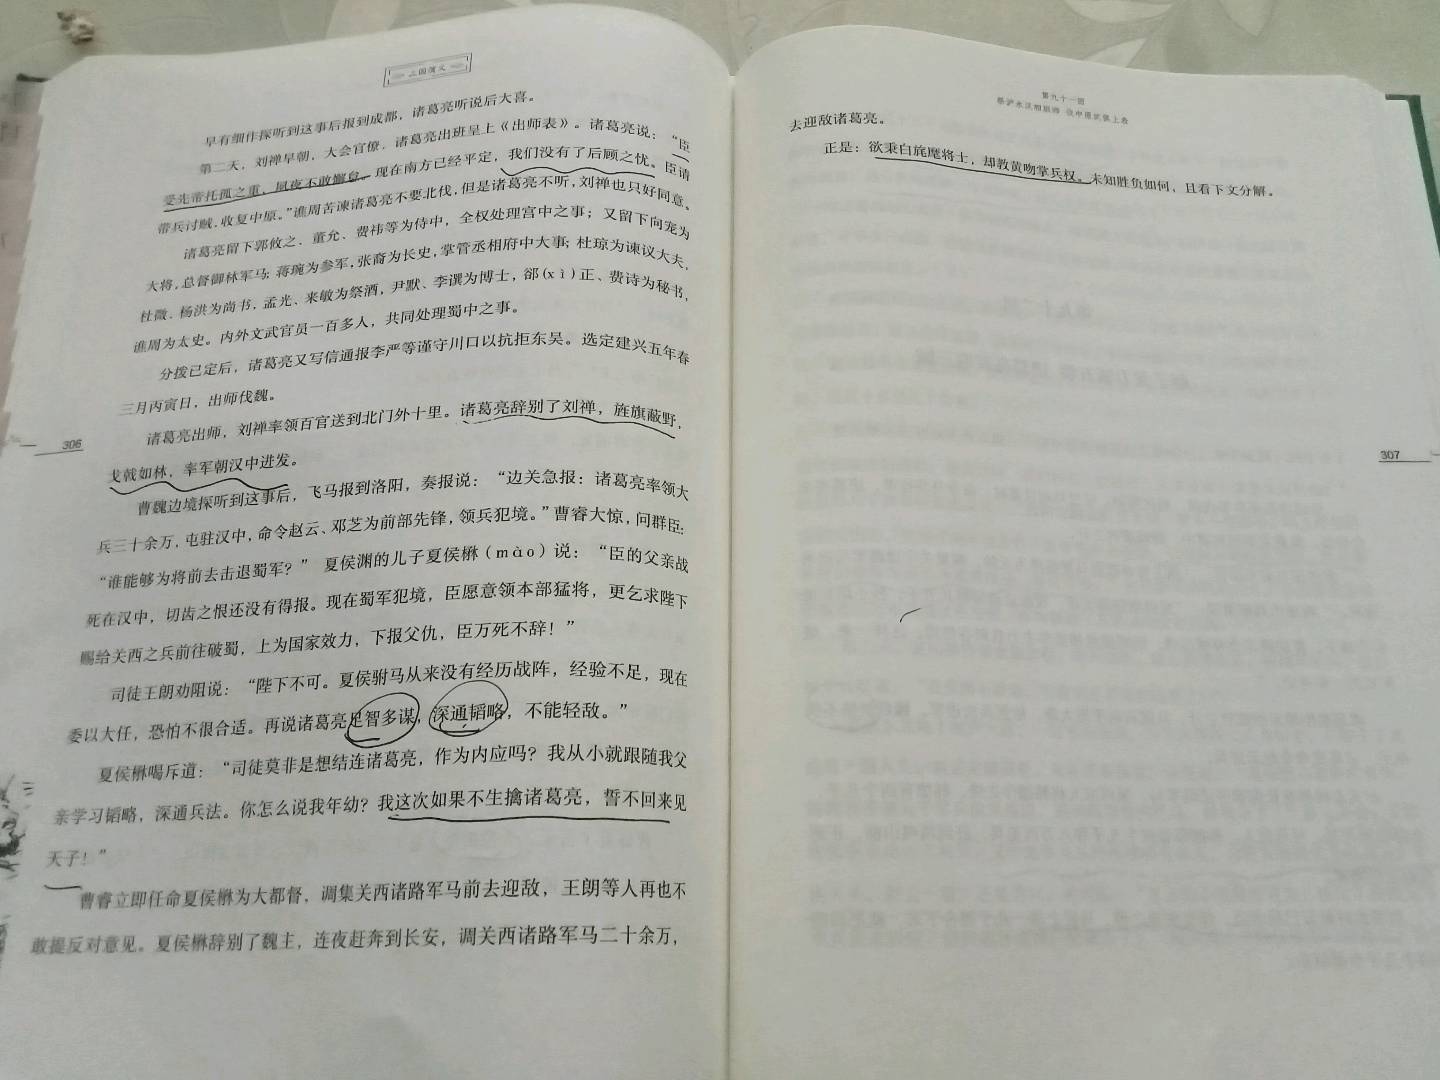 三国演义
早有细作探听到这事后报到成都，诸葛亮听说后大喜。
第二天，刘禅早朝，大会官僚，诸葛亮出班呈上《出师表》。诸葛亮说：“臣
受先帝托孤之重，夙夜不敢懈怠。现在南方已经平定，我们没有了后顾之忧。臣请
带兵讨贼，收复中原。”谯周苦谏诸葛亮不要北伐，但是诸葛亮不听，刘禅也只好同意。
诸葛亮留下郭攸之、董允、费祎等为侍中，全权处理宫中之事；又留下向宠为
大将，总督御林军马；蒋琬为参军，张裔为长史，掌管丞相府中大事；杜琼为谏议大夫，
杜微、杨洪为尚书，孟光、来敏为祭酒，尹默、李譔为博士，郤(xì)正、费诗为秘书，
谯周为太史。内外文武官员一百多人，共同处理蜀中之事。
分拨已定后，诸葛亮又写信通报李严等谨守川口以抗拒东吴。选定建兴五年春
三月丙寅日，出师伐魏。
诸葛亮出师，刘禅率领百官送到北门外十里。诸葛亮辞别了刘禅，旌旗蔽野，
戈戟如林，率军朝汉中进发。
曹魏边境探听到这事后，飞马报到洛阳，奏报说：“边关急报：诸葛亮率领大
兵三十余万，屯驻汉中，命令赵云、邓芝为前部先锋，领兵犯境。”曹睿大惊，问群臣：
“谁能够为将前去击退蜀军？”夏侯渊的儿子夏侯楙（mào）说：“臣的父亲战
死在汉中，切齿之恨还没有得报。现在蜀军犯境，臣愿意领本部猛将，更乞求陛下
赐给关西之兵前往破蜀，上为国家效力，下报父仇，臣万死不辞！”
司徒王朗劝阻说：“陛下不可。夏侯驸马从来没有经历战阵，经验不足，现在
委以大任，恐怕不很合适。再说诸葛亮足智多谋，深通韬略，不能轻敌。”
夏侯楙喝斥道：“司徒莫非是想结连诸葛亮，作为内应吗？我从小就跟随我父
亲学习韬略，深通兵法。你怎么说我年幼？我这次如果不生擒诸葛亮，誓不回来见
天子！”
曹睿立即任命夏侯楙为大都督，调集关西诸路军马前去迎敌，王朗等人再也不
敢提反对意见。夏侯楙辞别了魏主，连夜赶奔到长安，调关西诸路军马二十余万，
306
第九十一回
祭泸水汉相班师 伐中原武侯上表
去迎敌诸葛亮。
正是：欲秉白旄麾将士，却教黄吻掌兵权。未知胜负如何，且看下文分解。
307